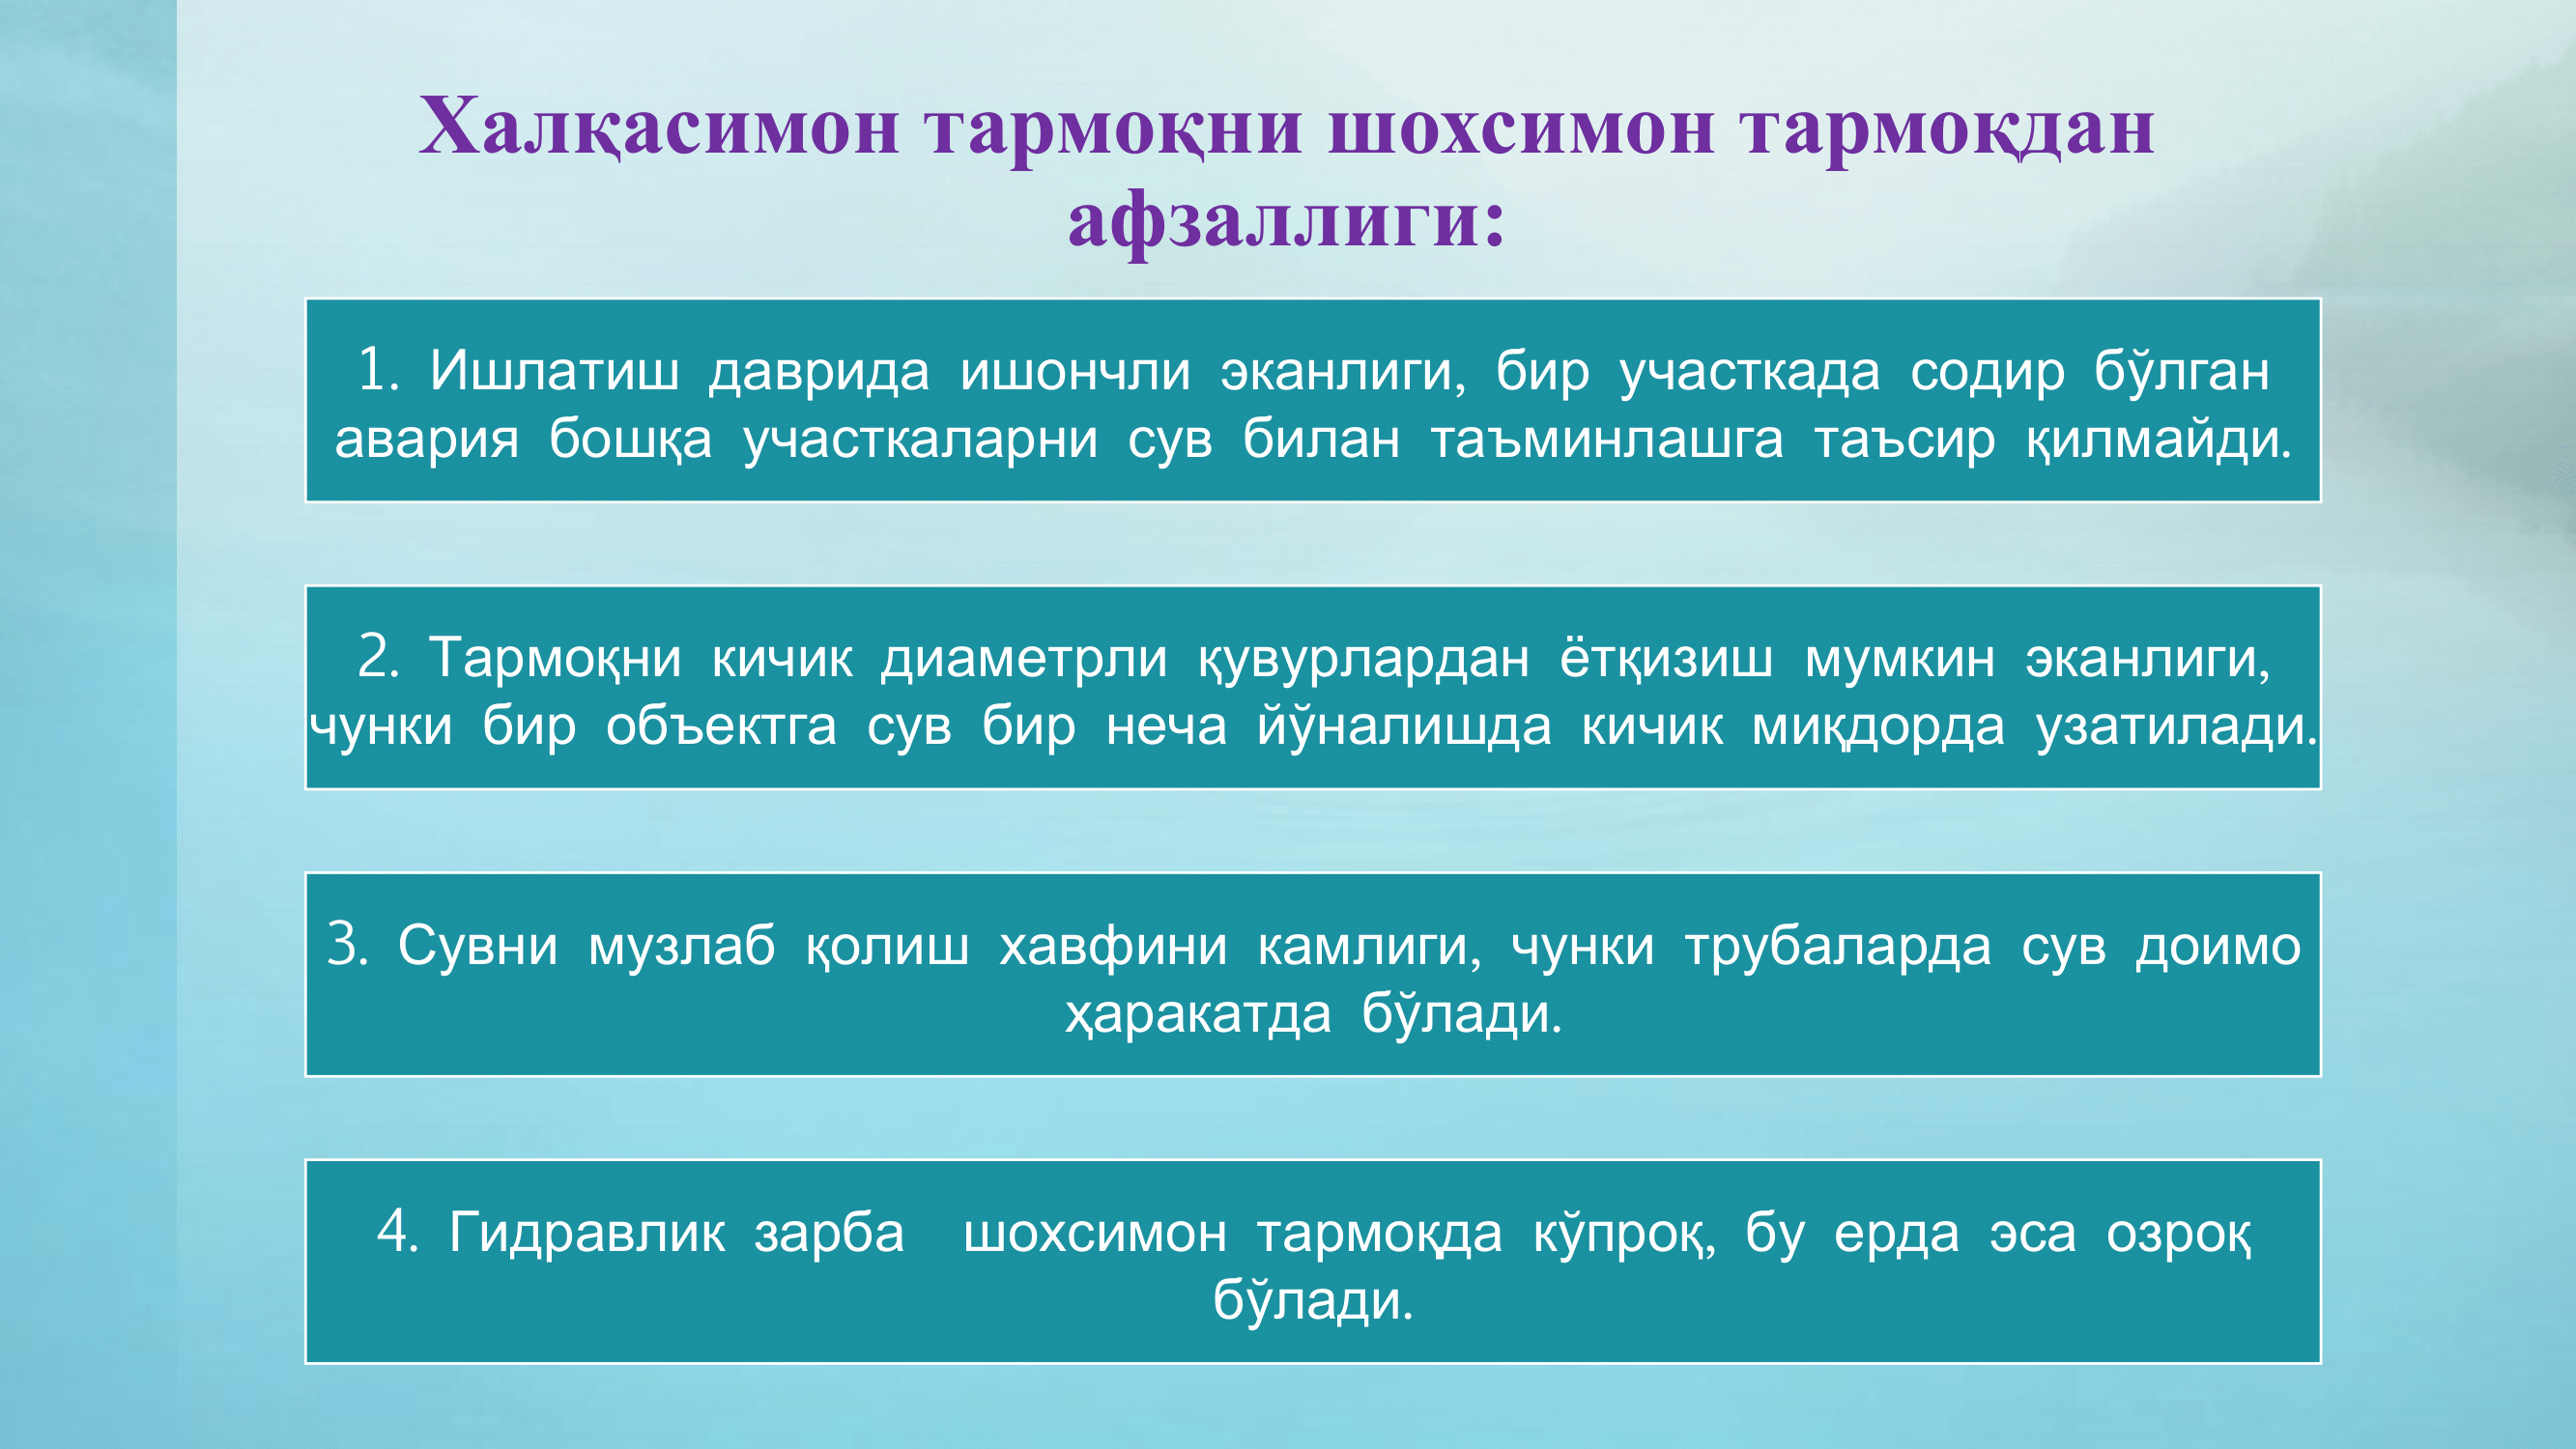 Халқасимон тармоқни шохсимон тармоқдан
афзаллиги:
1. Ишлатиш даврида ишончли эканлиги, бир участкада содир бўлган
авария бошқа участкаларни сув билан таъминлашга таъсир қилмайди.
2. Тармоқни кичик диаметрли қувурлардан ётқизиш мумкин эканлиги,
чунки бир объектга сув бир неча йўналишда кичик миқдорда узатилади.
3. Сувни музлаб қолиш хавфини камлиги, чунки трубаларда сув доимо
ҳаракатда бўлади.
4. Гидравлик зарба шохсимон тармоқда кўпроқ, бу ерда эса озроқ
бўлади.